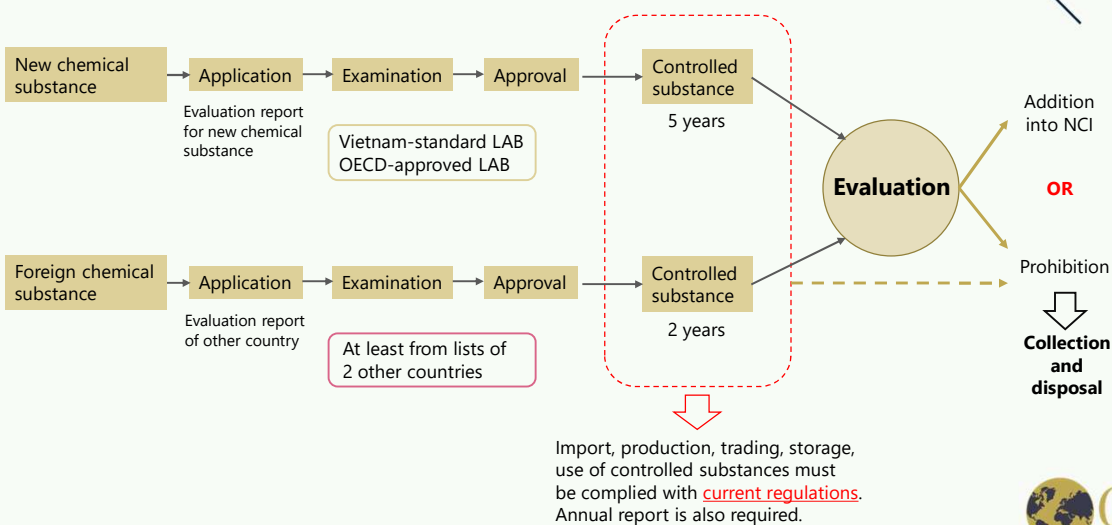 New chemical
substance
Application
Examination
Approval
Controlled
substance
5 years
Evaluation report
for new chemical
substance
Vietnam-standard LAB
OECD-approved LAB
Evaluation
Addition
into NCI
OR
Prohibition
Collection
and
disposal
Foreign chemical
substance
Application
Examination
Approval
Controlled
substance
2 years
Evaluation report
of other country
At least from lists of
2 other countries
Import, production, trading, storage,
use of controlled substances must
be complied with current regulations.
Annual report is also required.